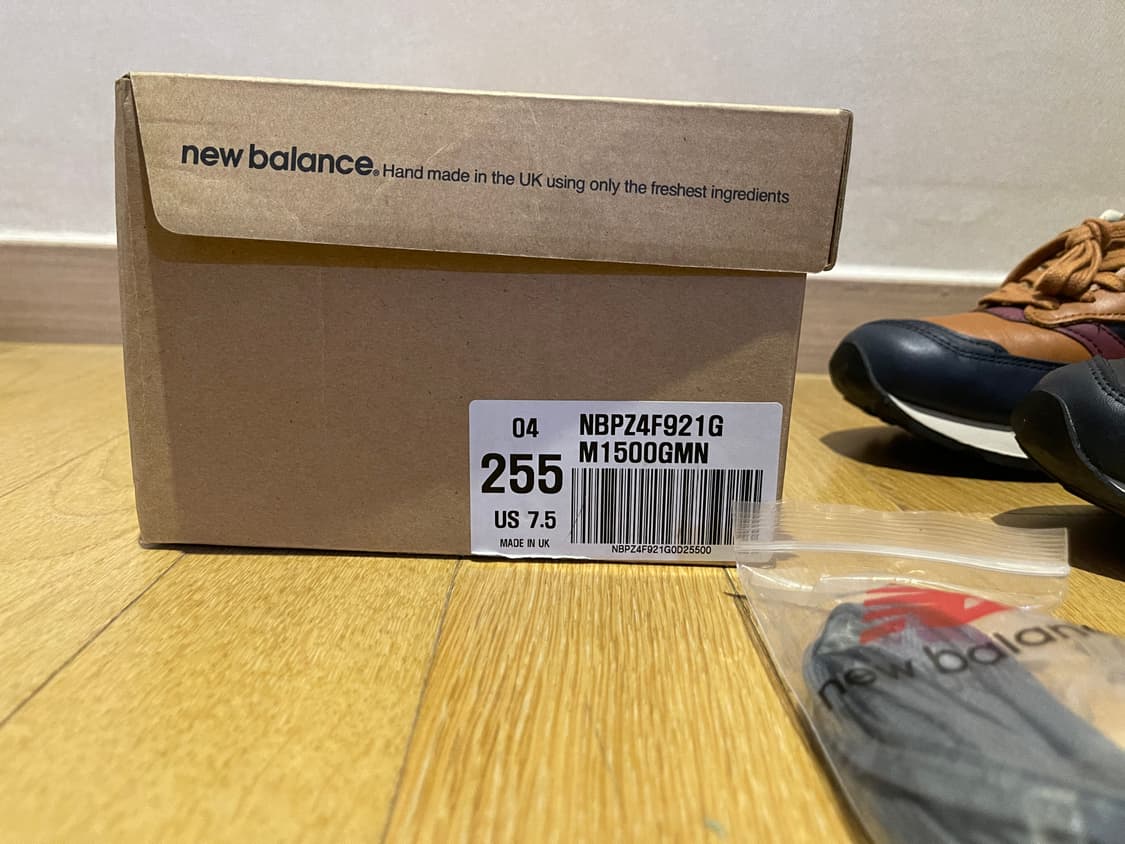 new balance® Hand made in the UK using only the freshest ingredients
04
255
US 7.5
MADE IN UK
NBPZ4F921G
M1500GMN
NBPZ4F921G0D25500
new balance